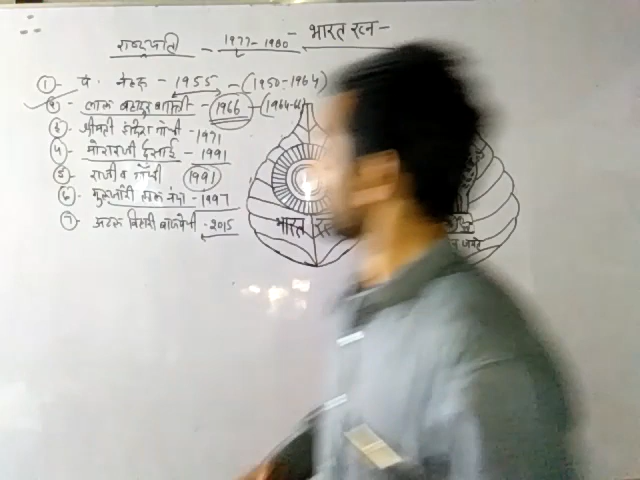 राष्ट्रपति - 1977-1980 - भारत रत्न -
① - पं. नेहरू - 1955 - (1950-1964)
② - लाल बहादुर शास्त्री - 1966 - (1964-66)
③ - श्रीमती इंदिरा गाँधी - 1971
④ - मोरारजी देसाई - 1991
⑤ - राजीव गाँधी 1991
⑥ - गुलजारी लाल नंदा - 1997
⑦ - अटल बिहारी वाजपेयी - 2015
भारत